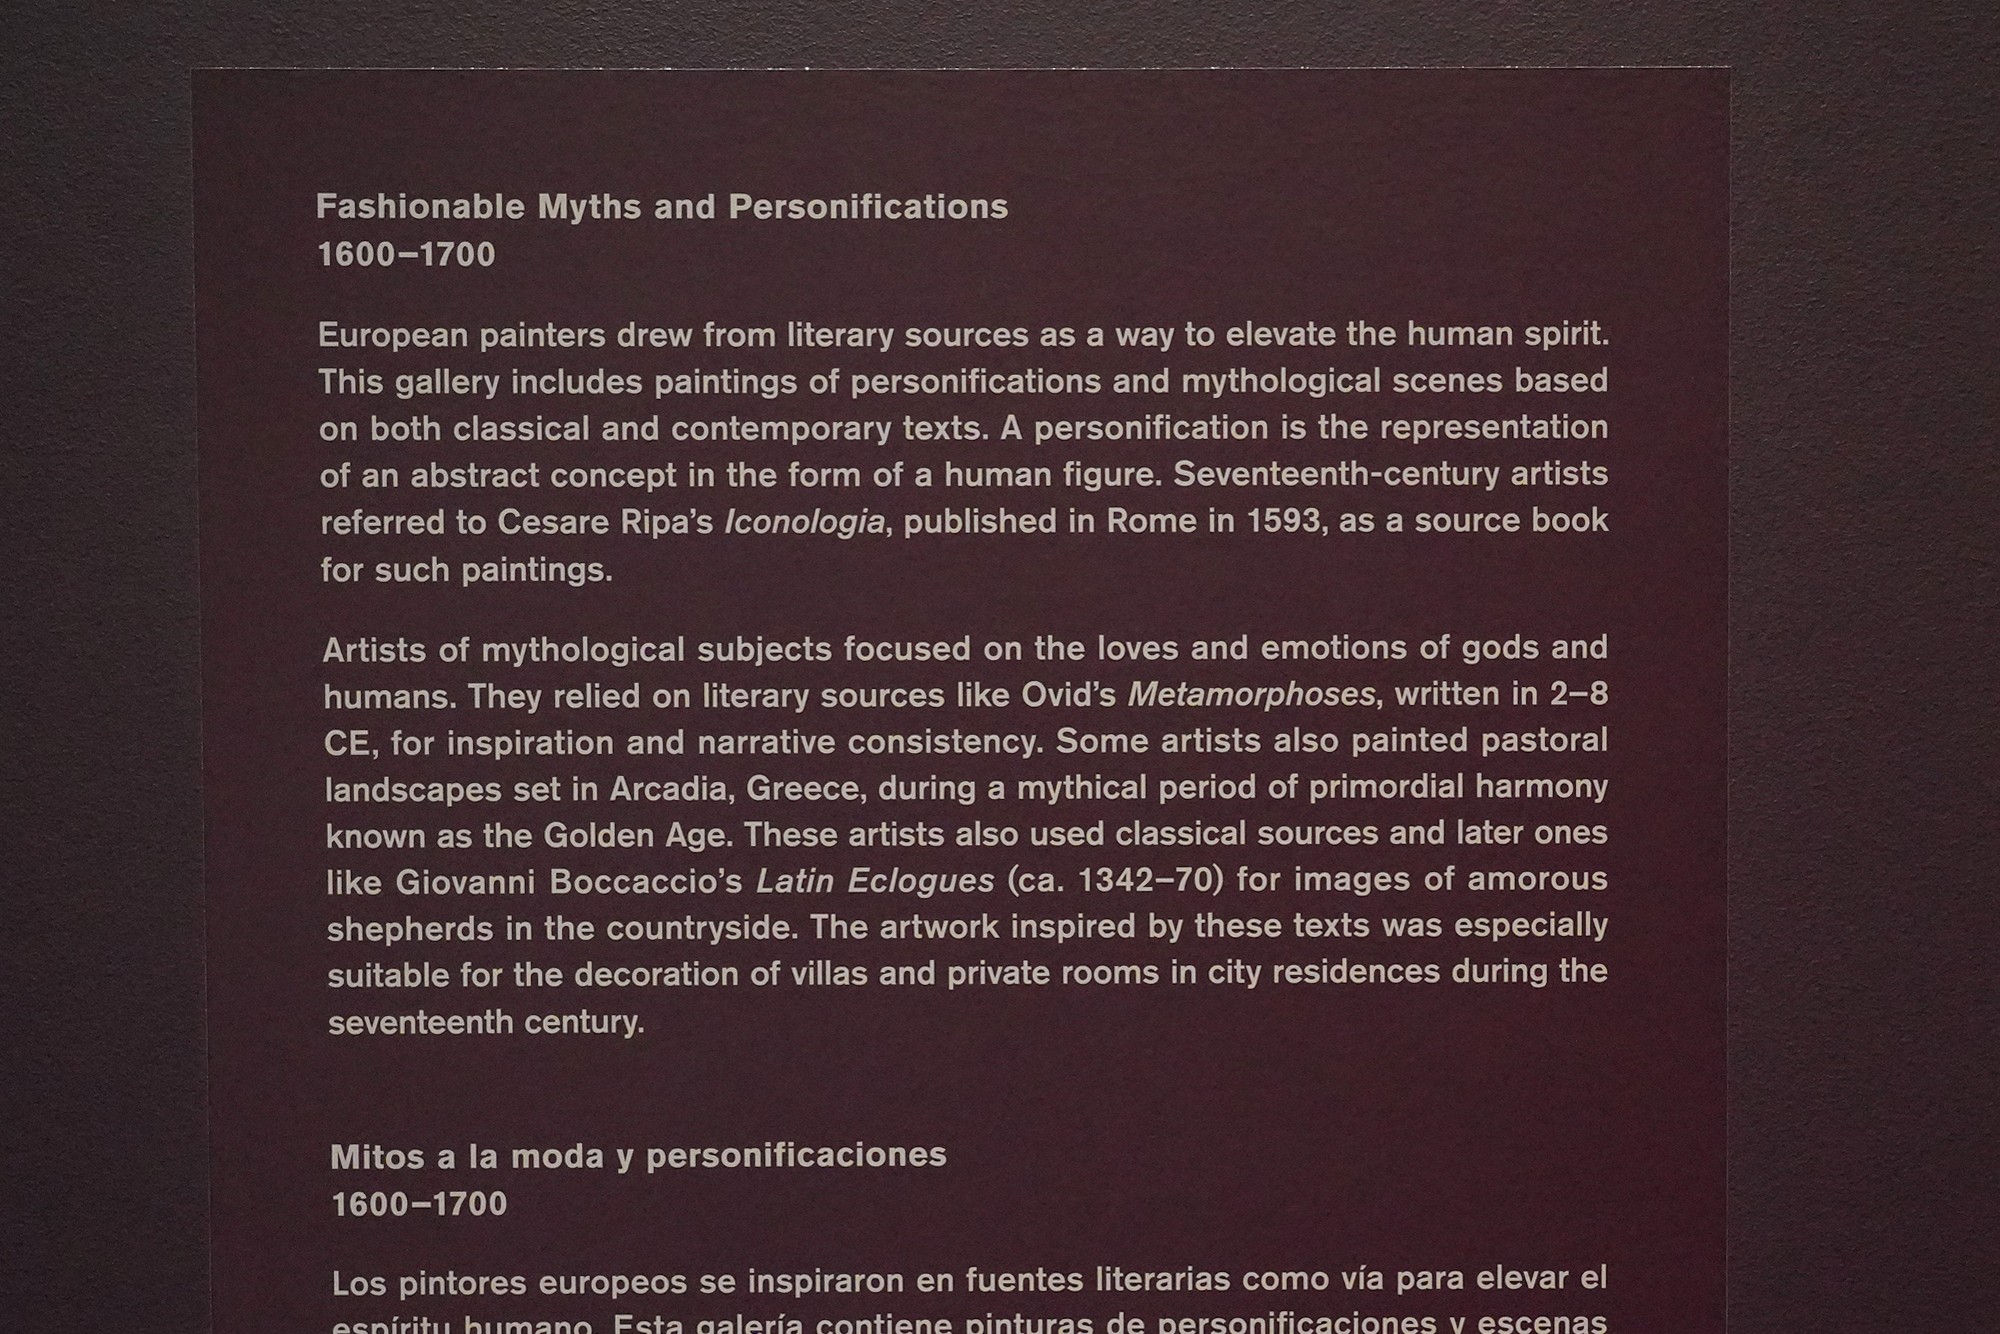 Fashionable Myths and Personifications
1600–1700
European painters drew from literary sources as a way to elevate the human spirit.
This gallery includes paintings of personifications and mythological scenes based
on both classical and contemporary texts. A personification is the representation
of an abstract concept in the form of a human figure. Seventeenth-century artists
referred to Cesare Ripa’s Iconologia, published in Rome in 1593, as a source book
for such paintings.
Artists of mythological subjects focused on the loves and emotions of gods and
humans. They relied on literary sources like Ovid’s Metamorphoses, written in 2–8
CE, for inspiration and narrative consistency. Some artists also painted pastoral
landscapes set in Arcadia, Greece, during a mythical period of primordial harmony
known as the Golden Age. These artists also used classical sources and later ones
like Giovanni Boccaccio’s Latin Eclogues (ca. 1342–70) for images of amorous
shepherds in the countryside. The artwork inspired by these texts was especially
suitable for the decoration of villas and private rooms in city residences during the
seventeenth century.
Mitos a la moda y personificaciones
1600–1700
Los pintores europeos se inspiraron en fuentes literarias como vía para elevar el
espíritu humano. Esta galería contiene pinturas de personificaciones y escenas